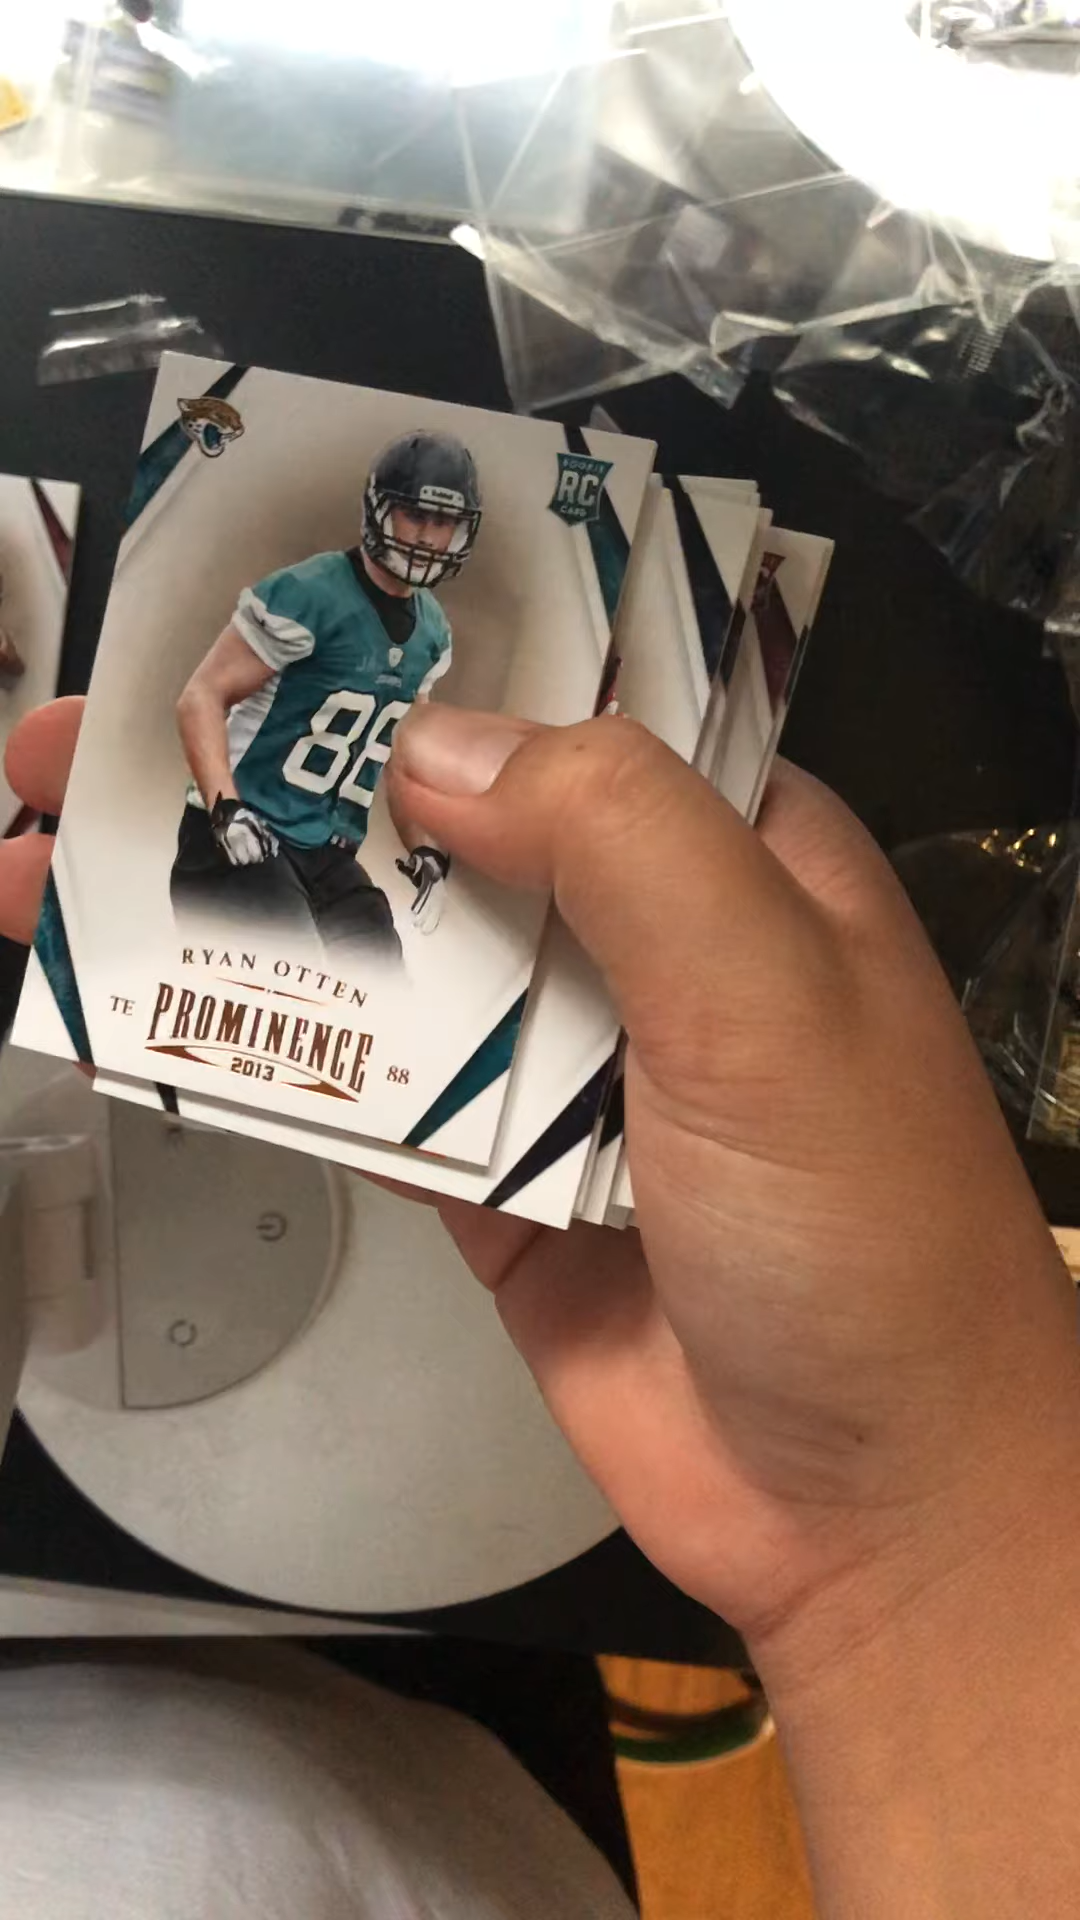 ROOKIE
RC
CARD
88
RYAN OTTEN
TE
PROMINENCE
2013
88